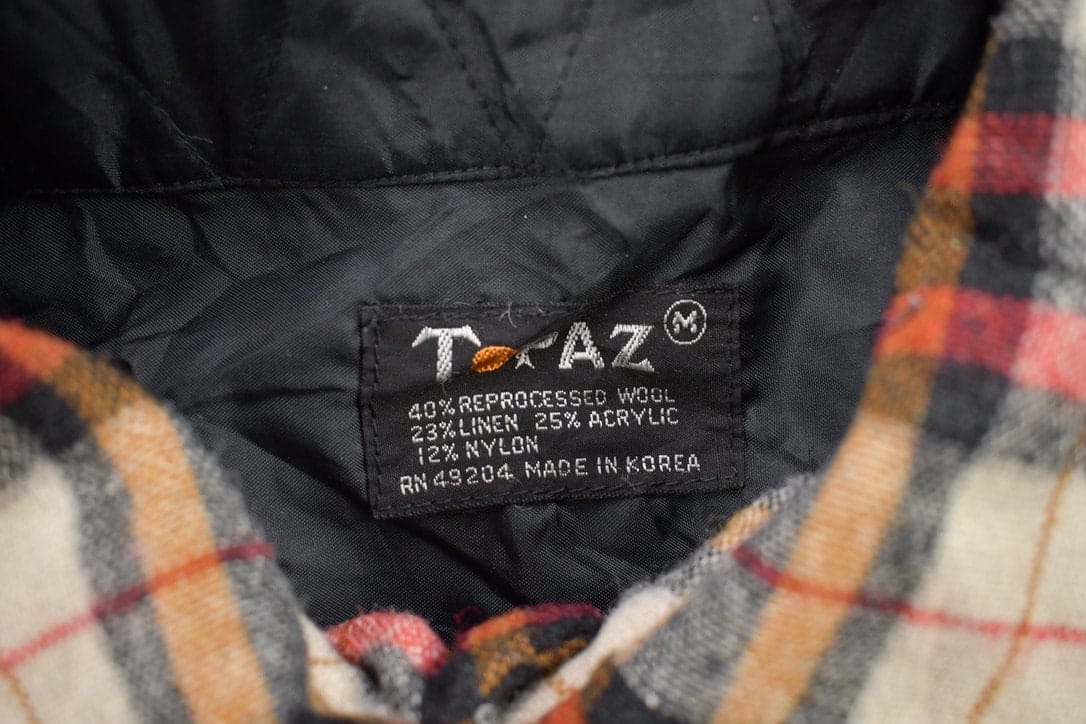 TOPAZ M
40% REPROCESSED WOOL
23% LINEN 25% ACRYLIC
12% NYLON
RN 49204 MADE IN KOREA